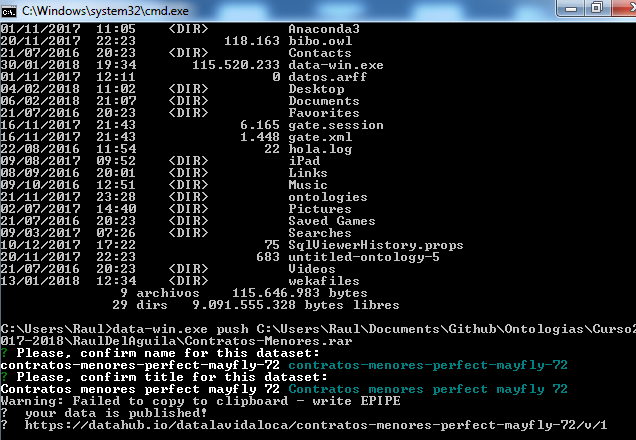 C:\Windows\system32\cmd.exe
01/11/2017 11:05 <DIR> Anaconda3
20/11/2017 22:23 118.163 bibo.owl
21/07/2016 20:23 <DIR> Contacts
30/01/2018 19:34 115.520.233 data-win.exe
01/11/2017 12:11 0 datos.arff
04/02/2018 11:02 <DIR> Desktop
06/02/2018 21:07 <DIR> Documents
21/07/2016 20:23 <DIR> Favorites
16/11/2017 21:43 6.165 gate.session
16/11/2017 21:43 1.448 gate.xml
22/08/2016 11:54 22 hola.log
09/08/2017 09:52 <DIR> iPad
08/09/2016 20:01 <DIR> Links
09/10/2016 12:51 <DIR> Music
21/11/2017 23:28 <DIR> ontologies
02/07/2017 14:40 <DIR> Pictures
21/07/2016 20:23 <DIR> Saved Games
09/03/2017 07:26 <DIR> Searches
10/12/2017 17:22 75 SqlViewerHistory.props
20/11/2017 22:23 683 untitled-ontology-5
21/07/2016 20:23 <DIR> Videos
13/01/2018 12:34 <DIR> wekafiles
9 archivos 115.646.983 bytes
29 dirs 9.091.555.328 bytes libres
C:\Users\Raul>data-win.exe push C:\Users\Raul\Documents\Github\Ontologias\Curso2
017-2018\RaulDelAguila\Contratos-Menores.rar
? Please, confirm name for this dataset:
contratos-menores-perfect-mayfly-72 contratos-menores-perfect-mayfly-72
? Please, confirm title for this dataset:
Contratos menores perfect mayfly 72 Contratos menores perfect mayfly 72
Warning: Failed to copy to clipboard - write EPIPE
? your data is published!
? https://datahub.io/datalavidaloca/contratos-menores-perfect-mayfly-72/v/1